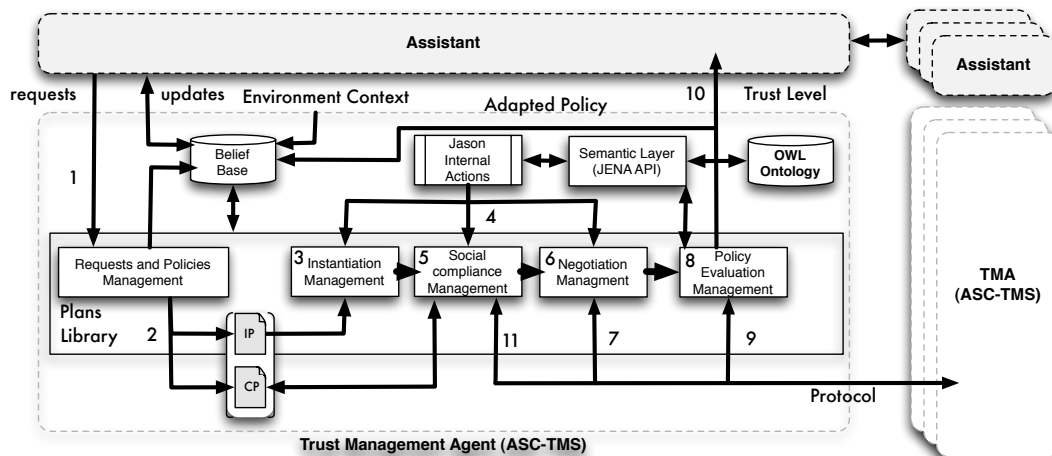 Assistant
Assistant
requests
updates
Environment Context
Adapted Policy
10
Trust Level
1
Belief
Base
Jason
Internal
Actions
Semantic Layer
(JENA API)
OWL
Ontology
4
Requests and Policies
Management
3
Instantiation
Management
5
Social
compliance
Management
6
Negotiation
Managment
8
Policy
Evaluation
Management
TMA
(ASC-TMS)
Plans
Library
2
IP
11
7
9
CP
Protocol
Trust Management Agent (ASC-TMS)